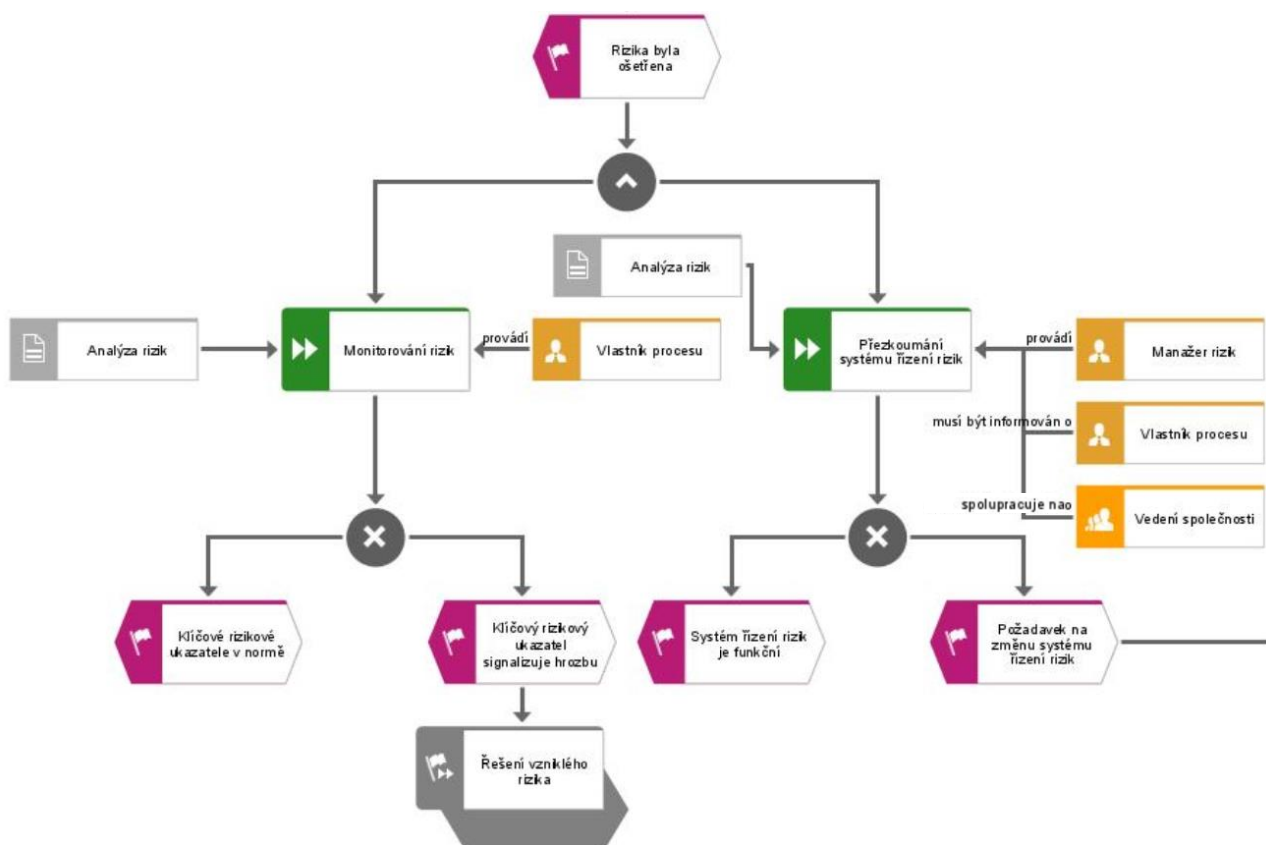 Rizika byla
ošetřena
Analýza rizik
Analýza rizik
Monitorování rizik
provádí
Vlastník procesu
Přezkoumání
systému řízení rizik
provádí
Manažer rizik
musí být informován o
Vlastník procesu
spolupracuje nao
Vedení společnosti
Klíčové rizikové
ukazatele v normě
Klíčový rizikový
ukazatel
signalizuje hrozbu
Systém řízení rizik
je funkční
Požadavek na
změnu systému
řízení rizik
Řešení vzniklého
rizika